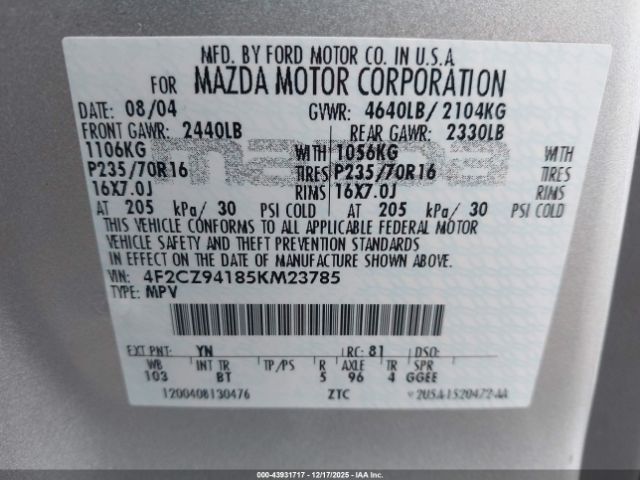 MFD. BY FORD MOTOR CO. IN U.S.A
FOR MAZDA MOTOR CORPORATION
DATE: 08/04 GVWR: 4640LB/ 2104KG
FRONT GAWR: 2440LB REAR GAWR: 2330LB
1106KG WITH 1056KG WITH
P235/70R16 TIRES P235/70R16 TIRES
16X7.0J RIMS 16X7.0J RIMS
AT 205 kPa/ 30 PSI COLD AT 205 kPa/ 30 PSI COLD
THIS VEHICLE CONFORMS TO ALL APPLICABLE FEDERAL MOTOR
VEHICLE SAFETY AND THEFT PREVENTION STANDARDS
IN EFFECT ON THE DATE OF MANUFACTURE SHOWN ABOVE.
VIN: 4F2CZ94185KM23785
TYPE: MPV
EXT PNT: YN RC: 81 DSO:
WB INT TR TP/PS R AXLE TR SPR
103 BT 5 96 4 GGEE
1200408130476 ZTC
000-43931717 | 12/17/2025 | IAA Inc.